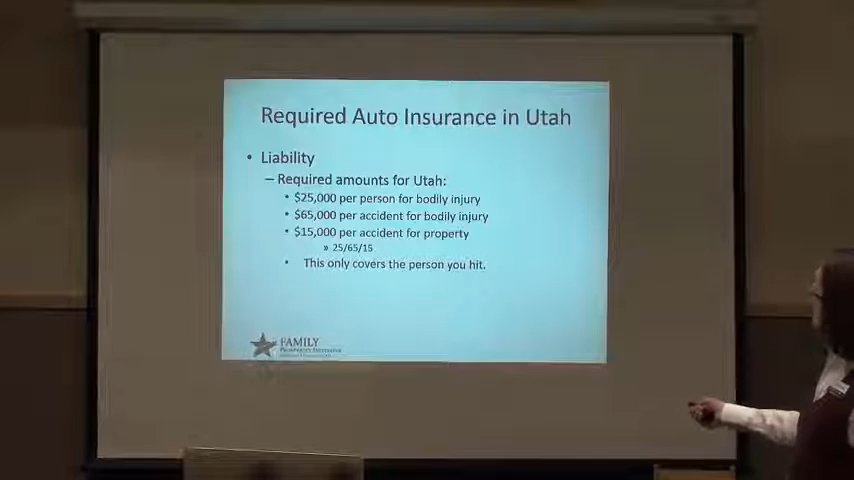 Required Auto Insurance in Utah
• Liability
– Required amounts for Utah:
• $25,000 per person for bodily injury
• $65,000 per accident for bodily injury
• $15,000 per accident for property
» 25/65/15
• This only covers the person you hit.
FAMILY